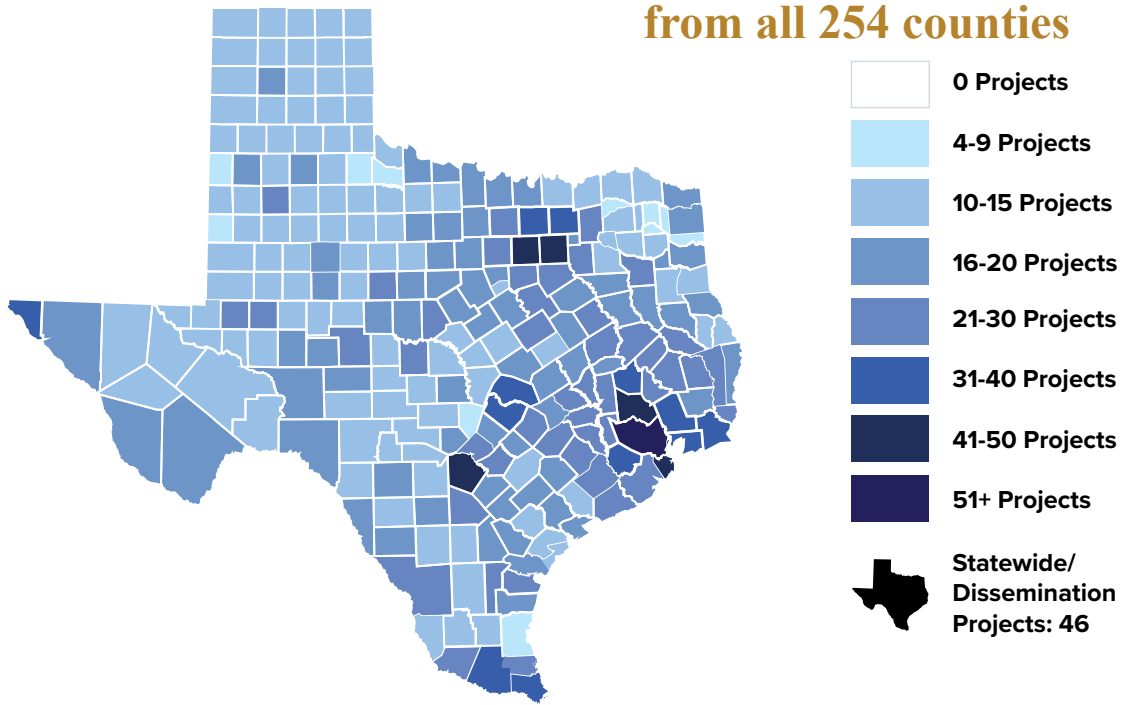 from all 254 counties
0 Projects
4-9 Projects
10-15 Projects
16-20 Projects
21-30 Projects
31-40 Projects
41-50 Projects
51+ Projects
Statewide/
Dissemination
Projects: 46